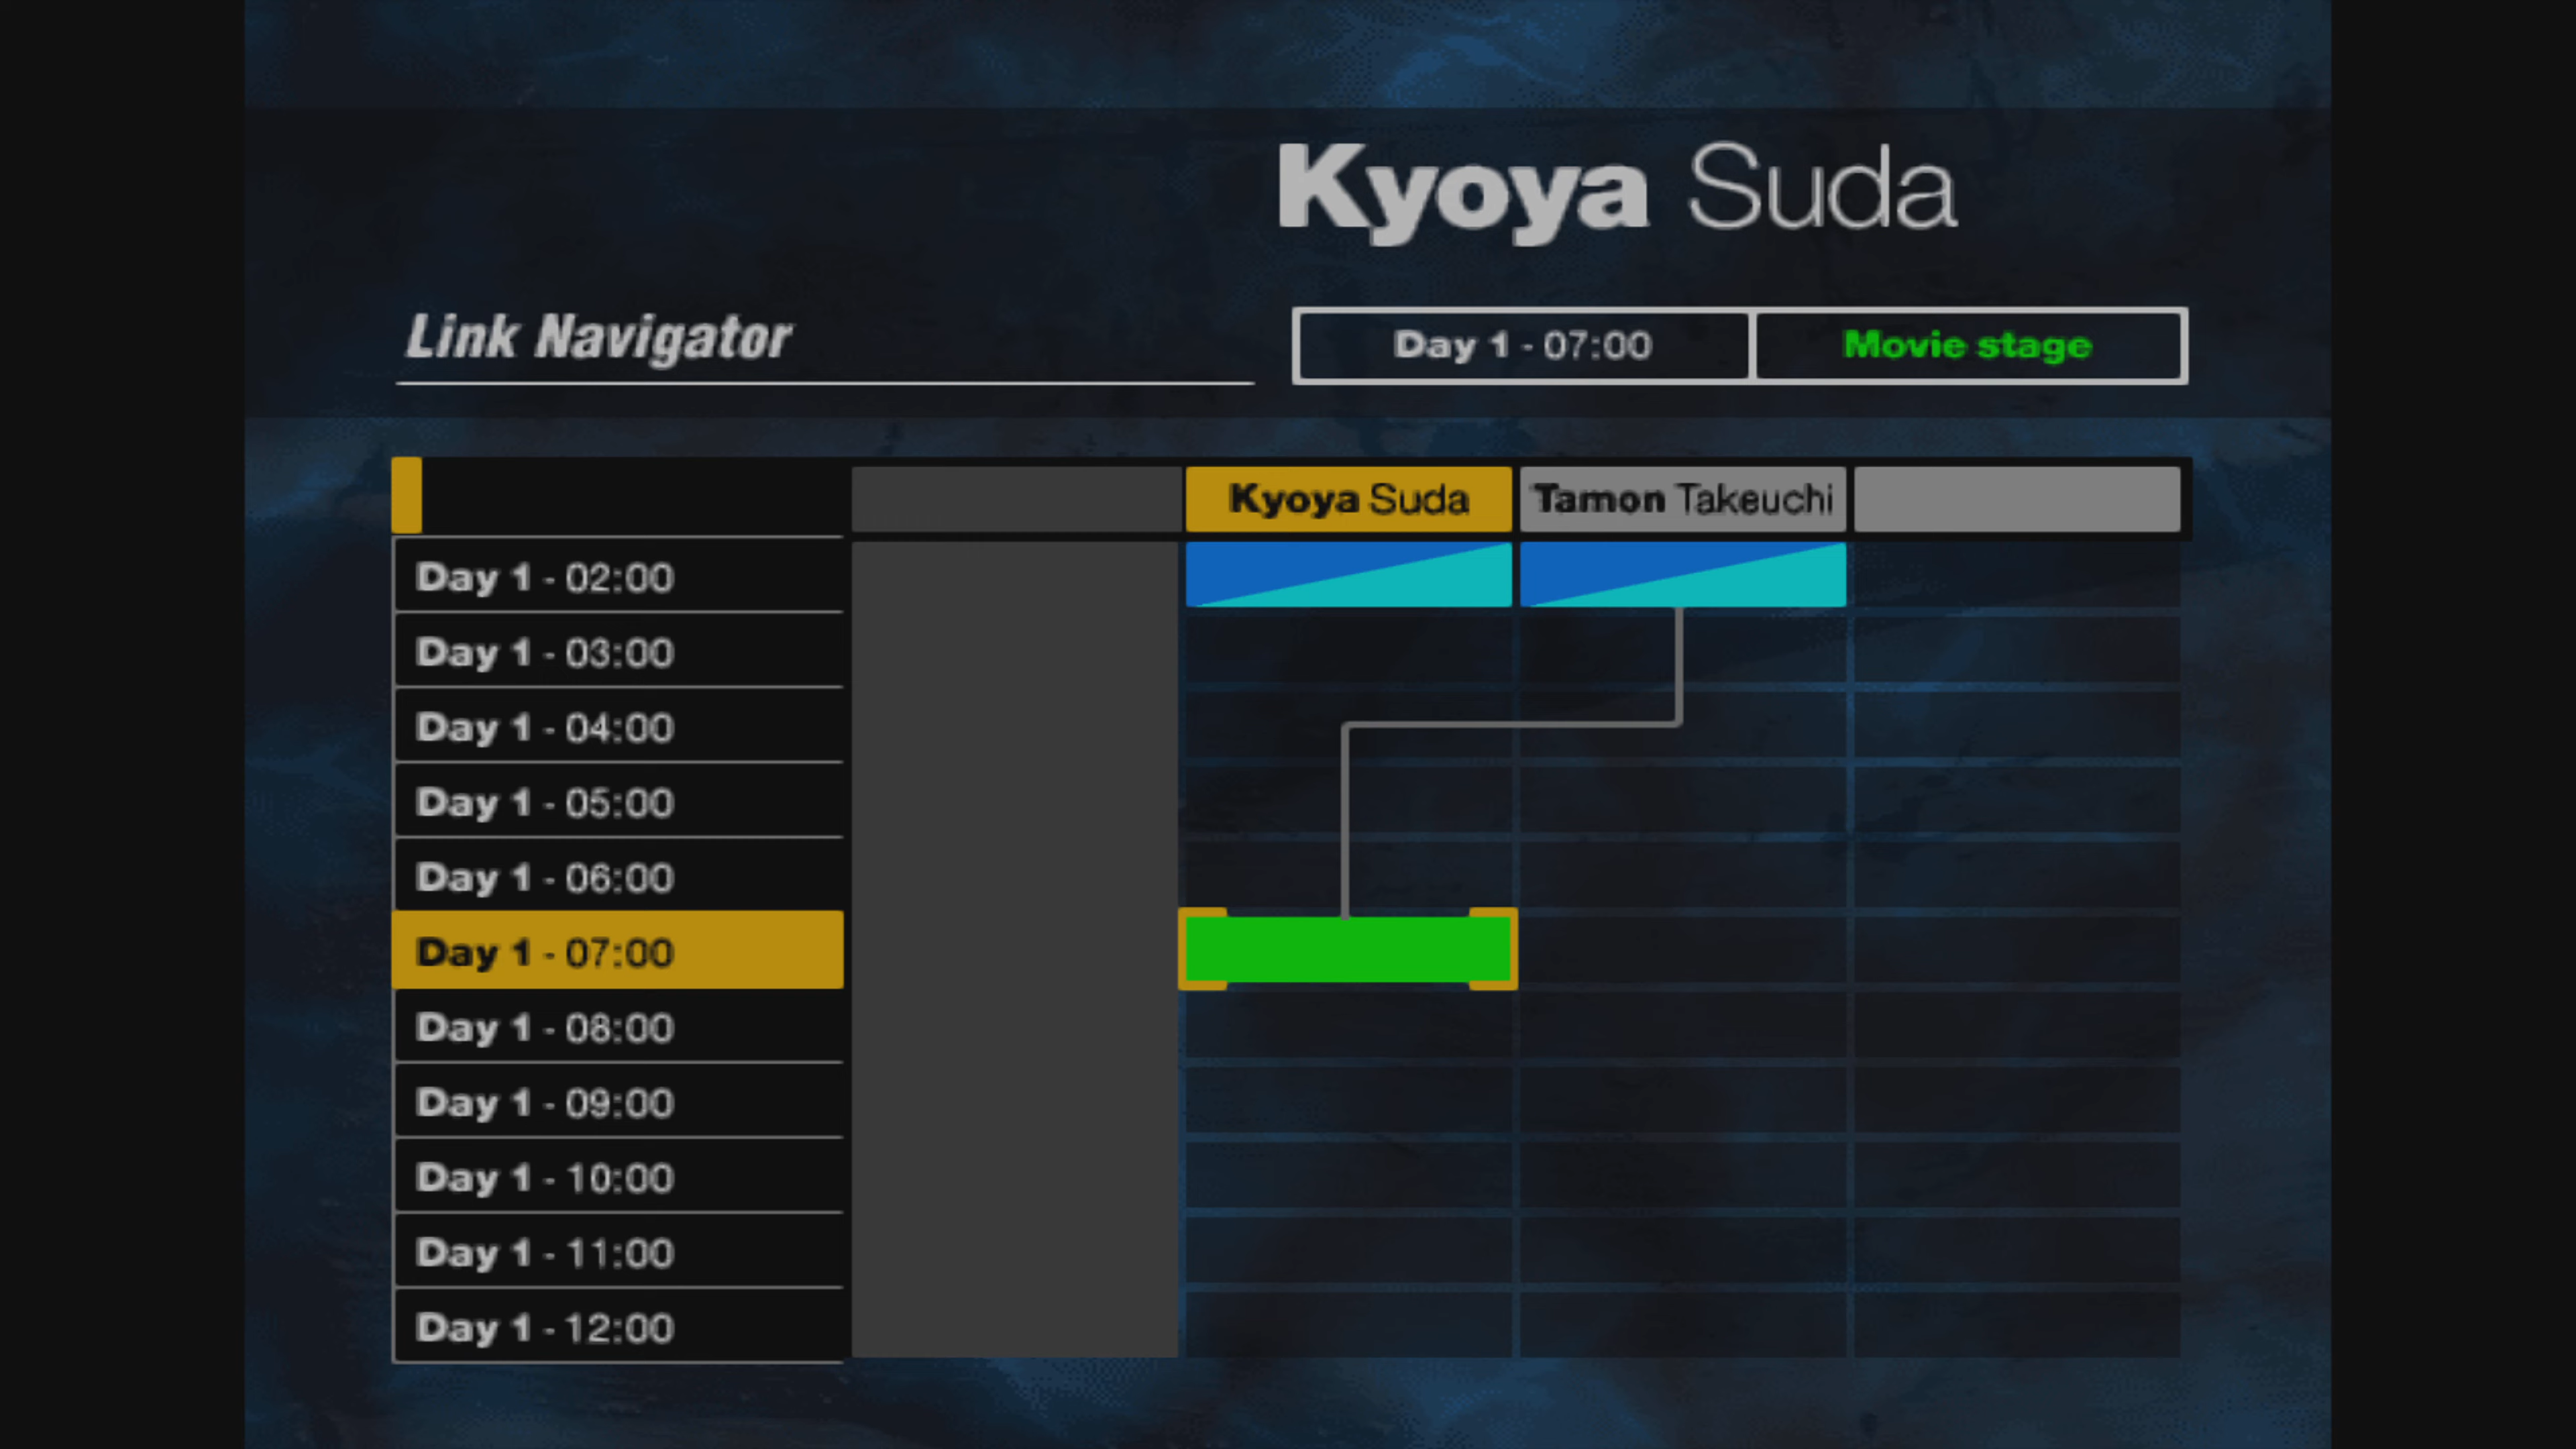 Kyoya Suda
Link Navigator
Day 1 - 07:00
Movie stage
Kyoya Suda
Tamon Takeuchi
Day 1 - 02:00
Day 1 - 03:00
Day 1 - 04:00
Day 1 - 05:00
Day 1 - 06:00
Day 1 - 07:00
Day 1 - 08:00
Day 1 - 09:00
Day 1 - 10:00
Day 1 - 11:00
Day 1 - 12:00